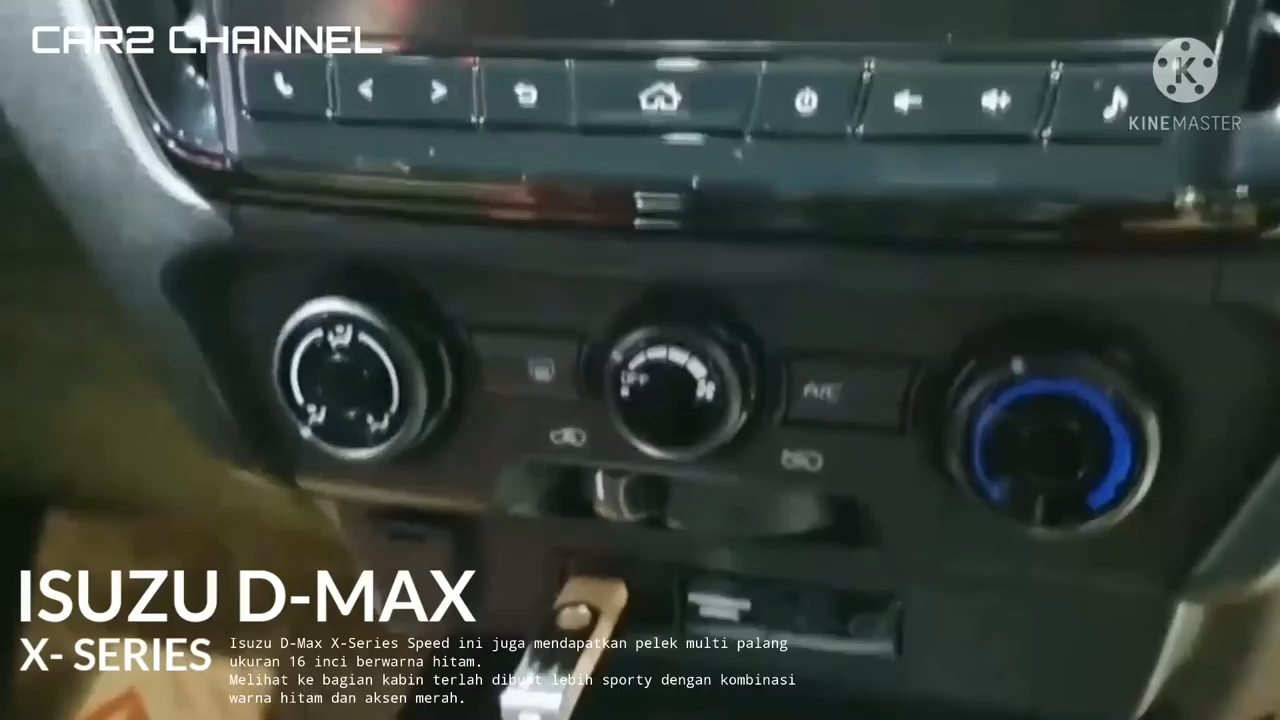 CAR2 CHANNEL
KINEMASTER
OFF
A/C
ISUZU D-MAX
X- SERIES
Isuzu D-Max X-Series Speed ini juga mendapatkan pelek multi palang
ukuran 16 inci berwarna hitam.
Melihat ke bagian kabin terlah dibuat lebih sporty dengan kombinasi
warna hitam dan aksen merah.